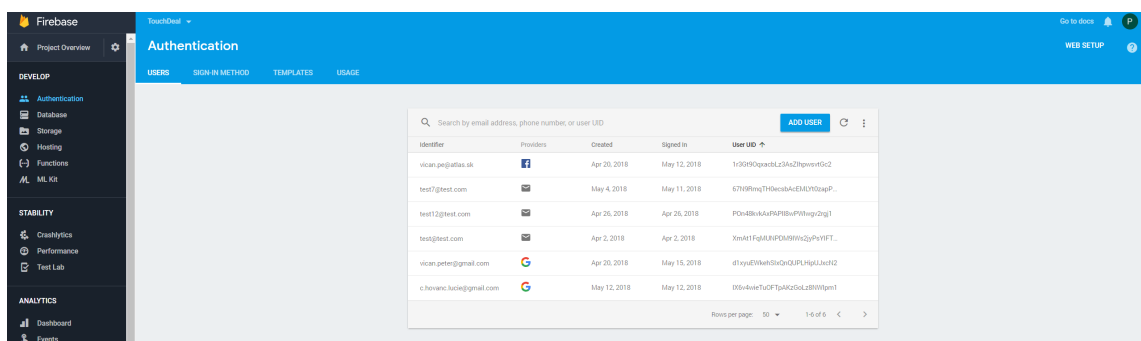 Firebase
TouchDeal
Go to docs
P
Project Overview
Authentication
WEB SETUP
DEVELOP
USERS SIGN-IN METHOD TEMPLATES USAGE
Authentication
Database
Storage
Hosting
Functions
ML Kit
STABILITY
Crashlytics
Performance
Test Lab
ANALYTICS
Dashboard
Events
Search by email address, phone number, or user UID
ADD USER
Identifier Providers Created Signed In User UID
vican.pe@atlas.sk Apr 20, 2018 May 12, 2018
test7@test.com May 4, 2018 May 11, 2018
test12@test.com Apr 26, 2018 Apr 26, 2018
test@test.com Apr 2, 2018 Apr 2, 2018
vican.peter@gmail.com Apr 20, 2018 May 15, 2018
c.hovanc.lucie@gmail.com May 12, 2018 May 12, 2018
Rows per page: 50 1-6 of 6